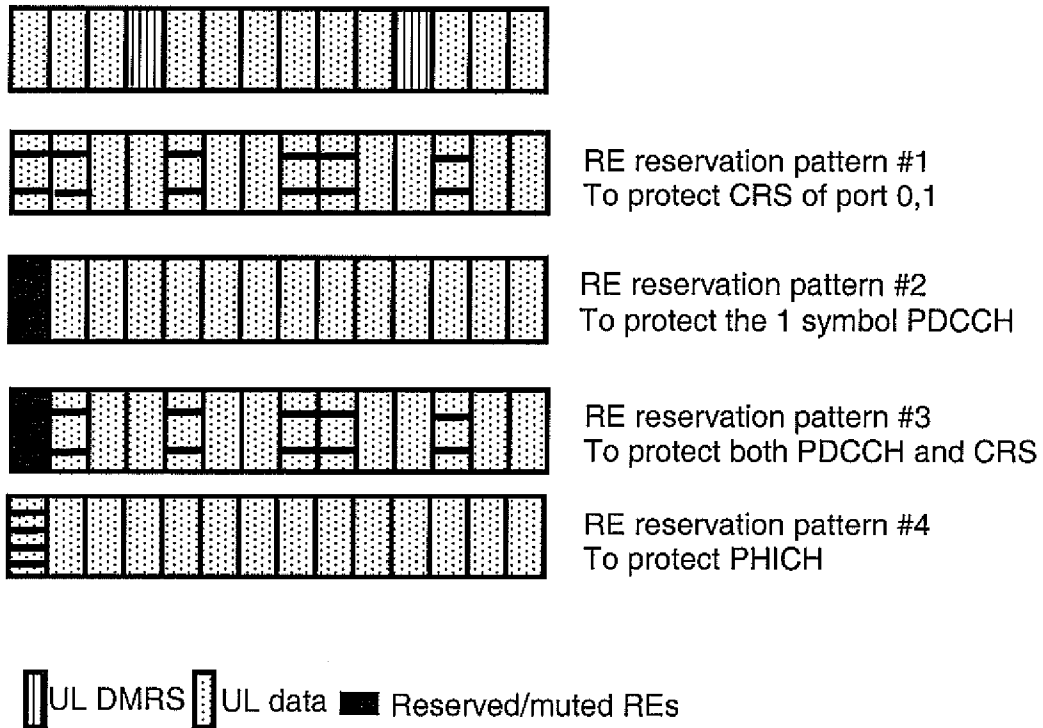 RE reservation pattern #1
To protect CRS of port 0,1
RE reservation pattern #2
To protect the 1 symbol PDCCH
RE reservation pattern #3
To protect both PDCCH and CRS
RE reservation pattern #4
To protect PHICH
UL DMRS UL data Reserved/muted REs